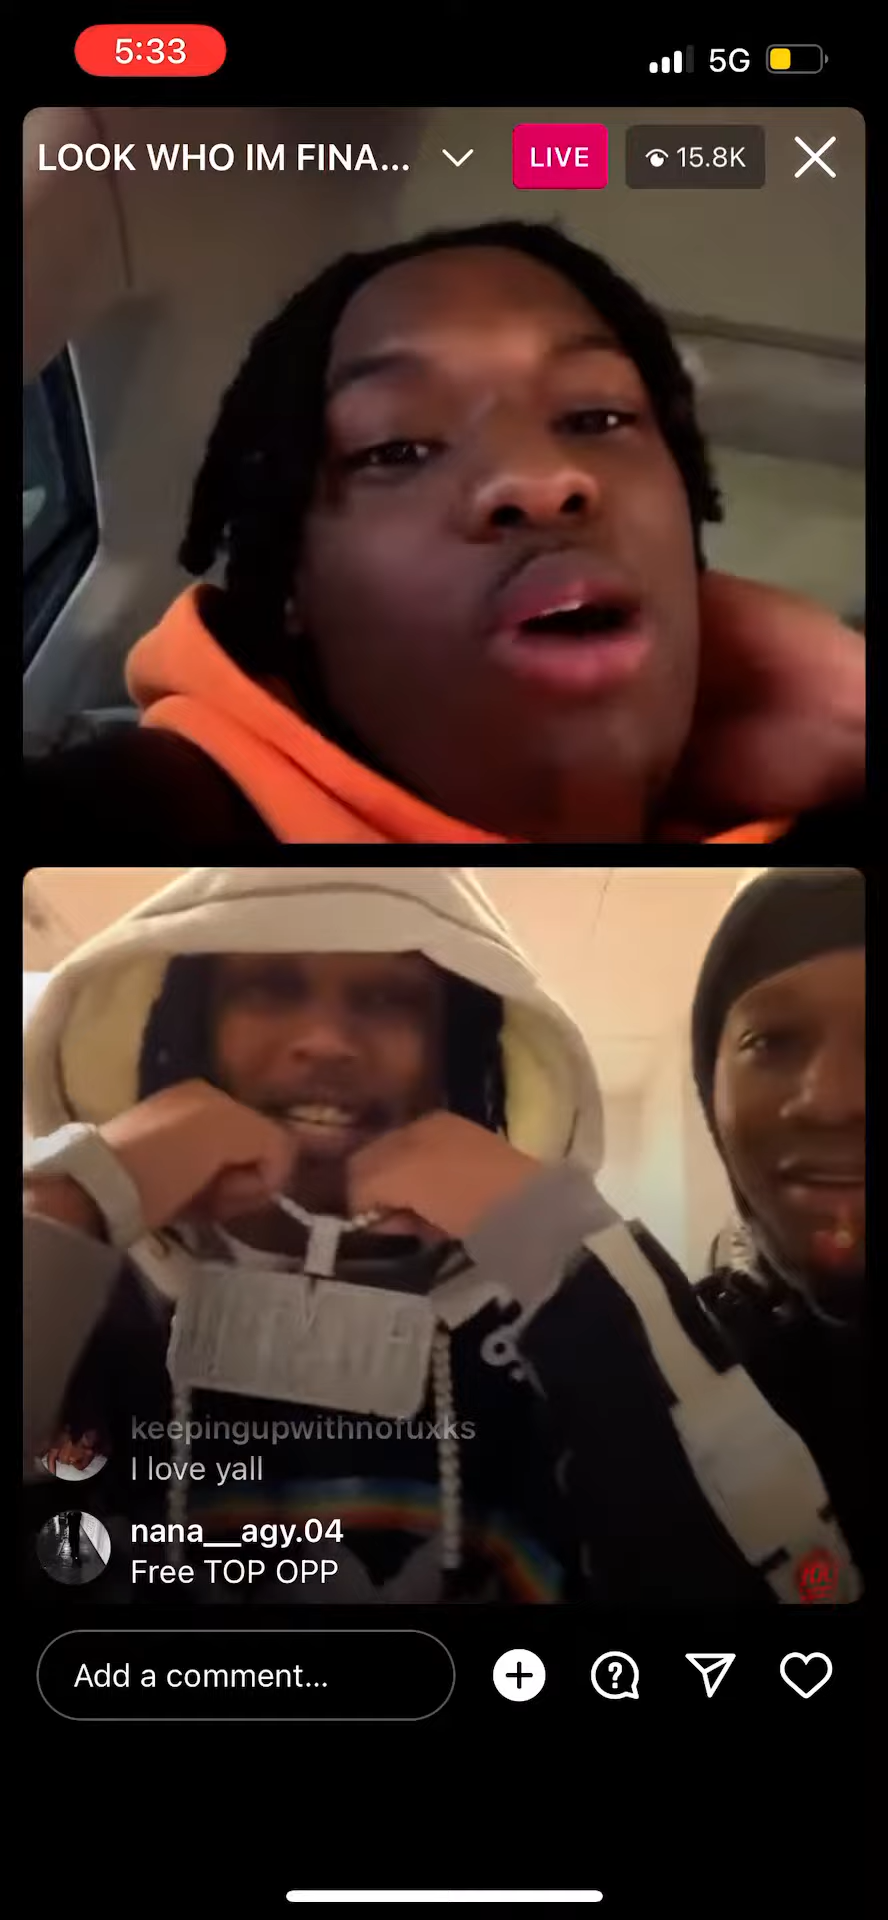 5:33
5G
LOOK WHO IM FINA...
LIVE
15.8K
keepingupwithnofuxks
I love yall
nana__agy.04
Free TOP OPP
Add a comment...